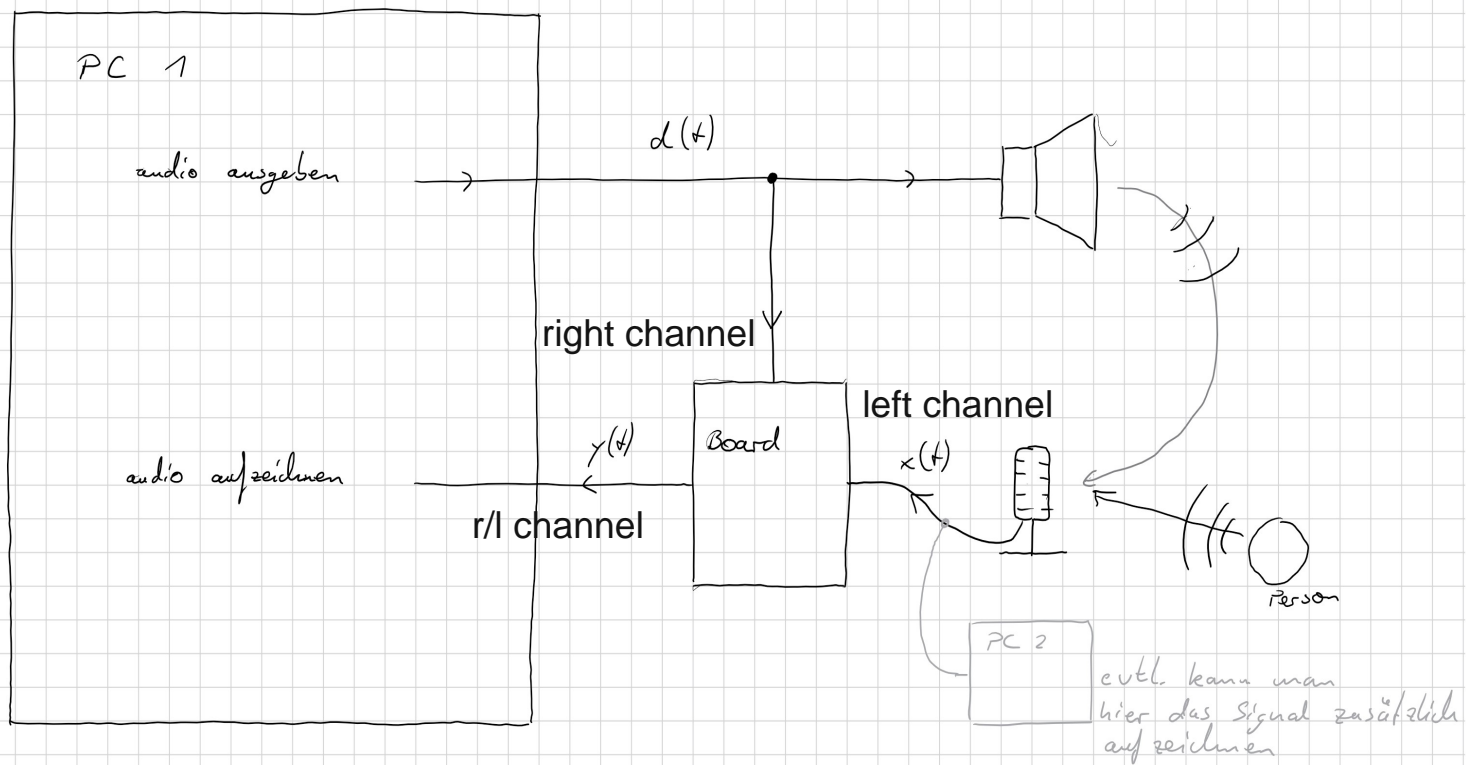 PC 1
d(t)
audio ausgeben
right channel
left channel
Board
y(t)
x(t)
audio aufzeichnen
r/l channel
Person
PC 2
evtl. kann man
hier das Signal zusätzlich
aufzeichnen